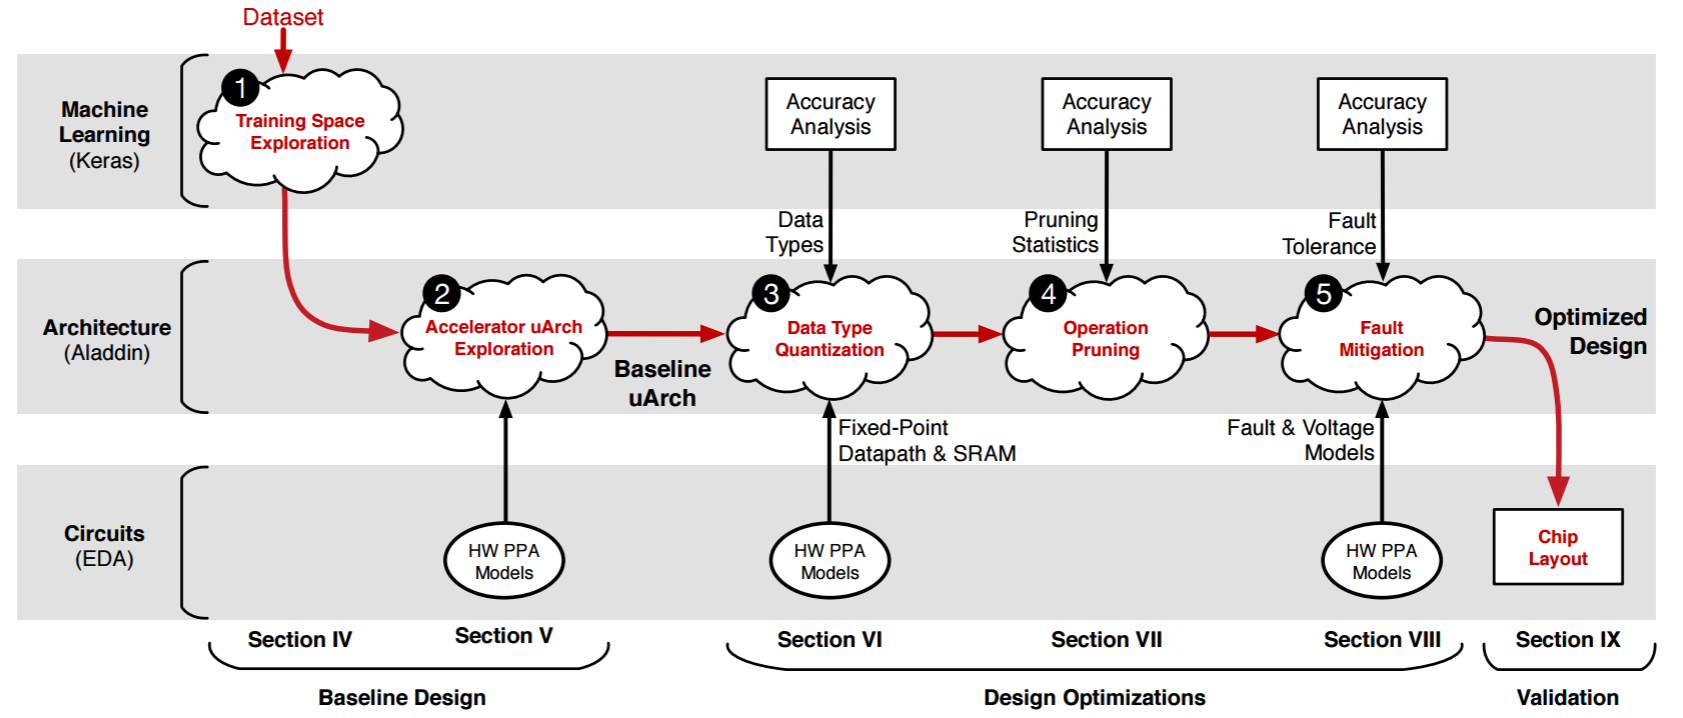 Dataset
Machine
Learning
(Keras)
1
Training Space
Exploration
Accuracy
Analysis
Accuracy
Analysis
Accuracy
Analysis
Data
Types
Pruning
Statistics
Fault
Tolerance
Architecture
(Aladdin)
2
Accelerator uArch
Exploration
Baseline
uArch
3
Data Type
Quantization
4
Operation
Pruning
5
Fault
Mitigation
Optimized
Design
Fixed-Point
Datapath & SRAM
Fault & Voltage
Models
Circuits
(EDA)
HW PPA
Models
HW PPA
Models
HW PPA
Models
Chip
Layout
Section IV
Section V
Section VI
Section VII
Section VIII
Section IX
Baseline Design
Design Optimizations
Validation